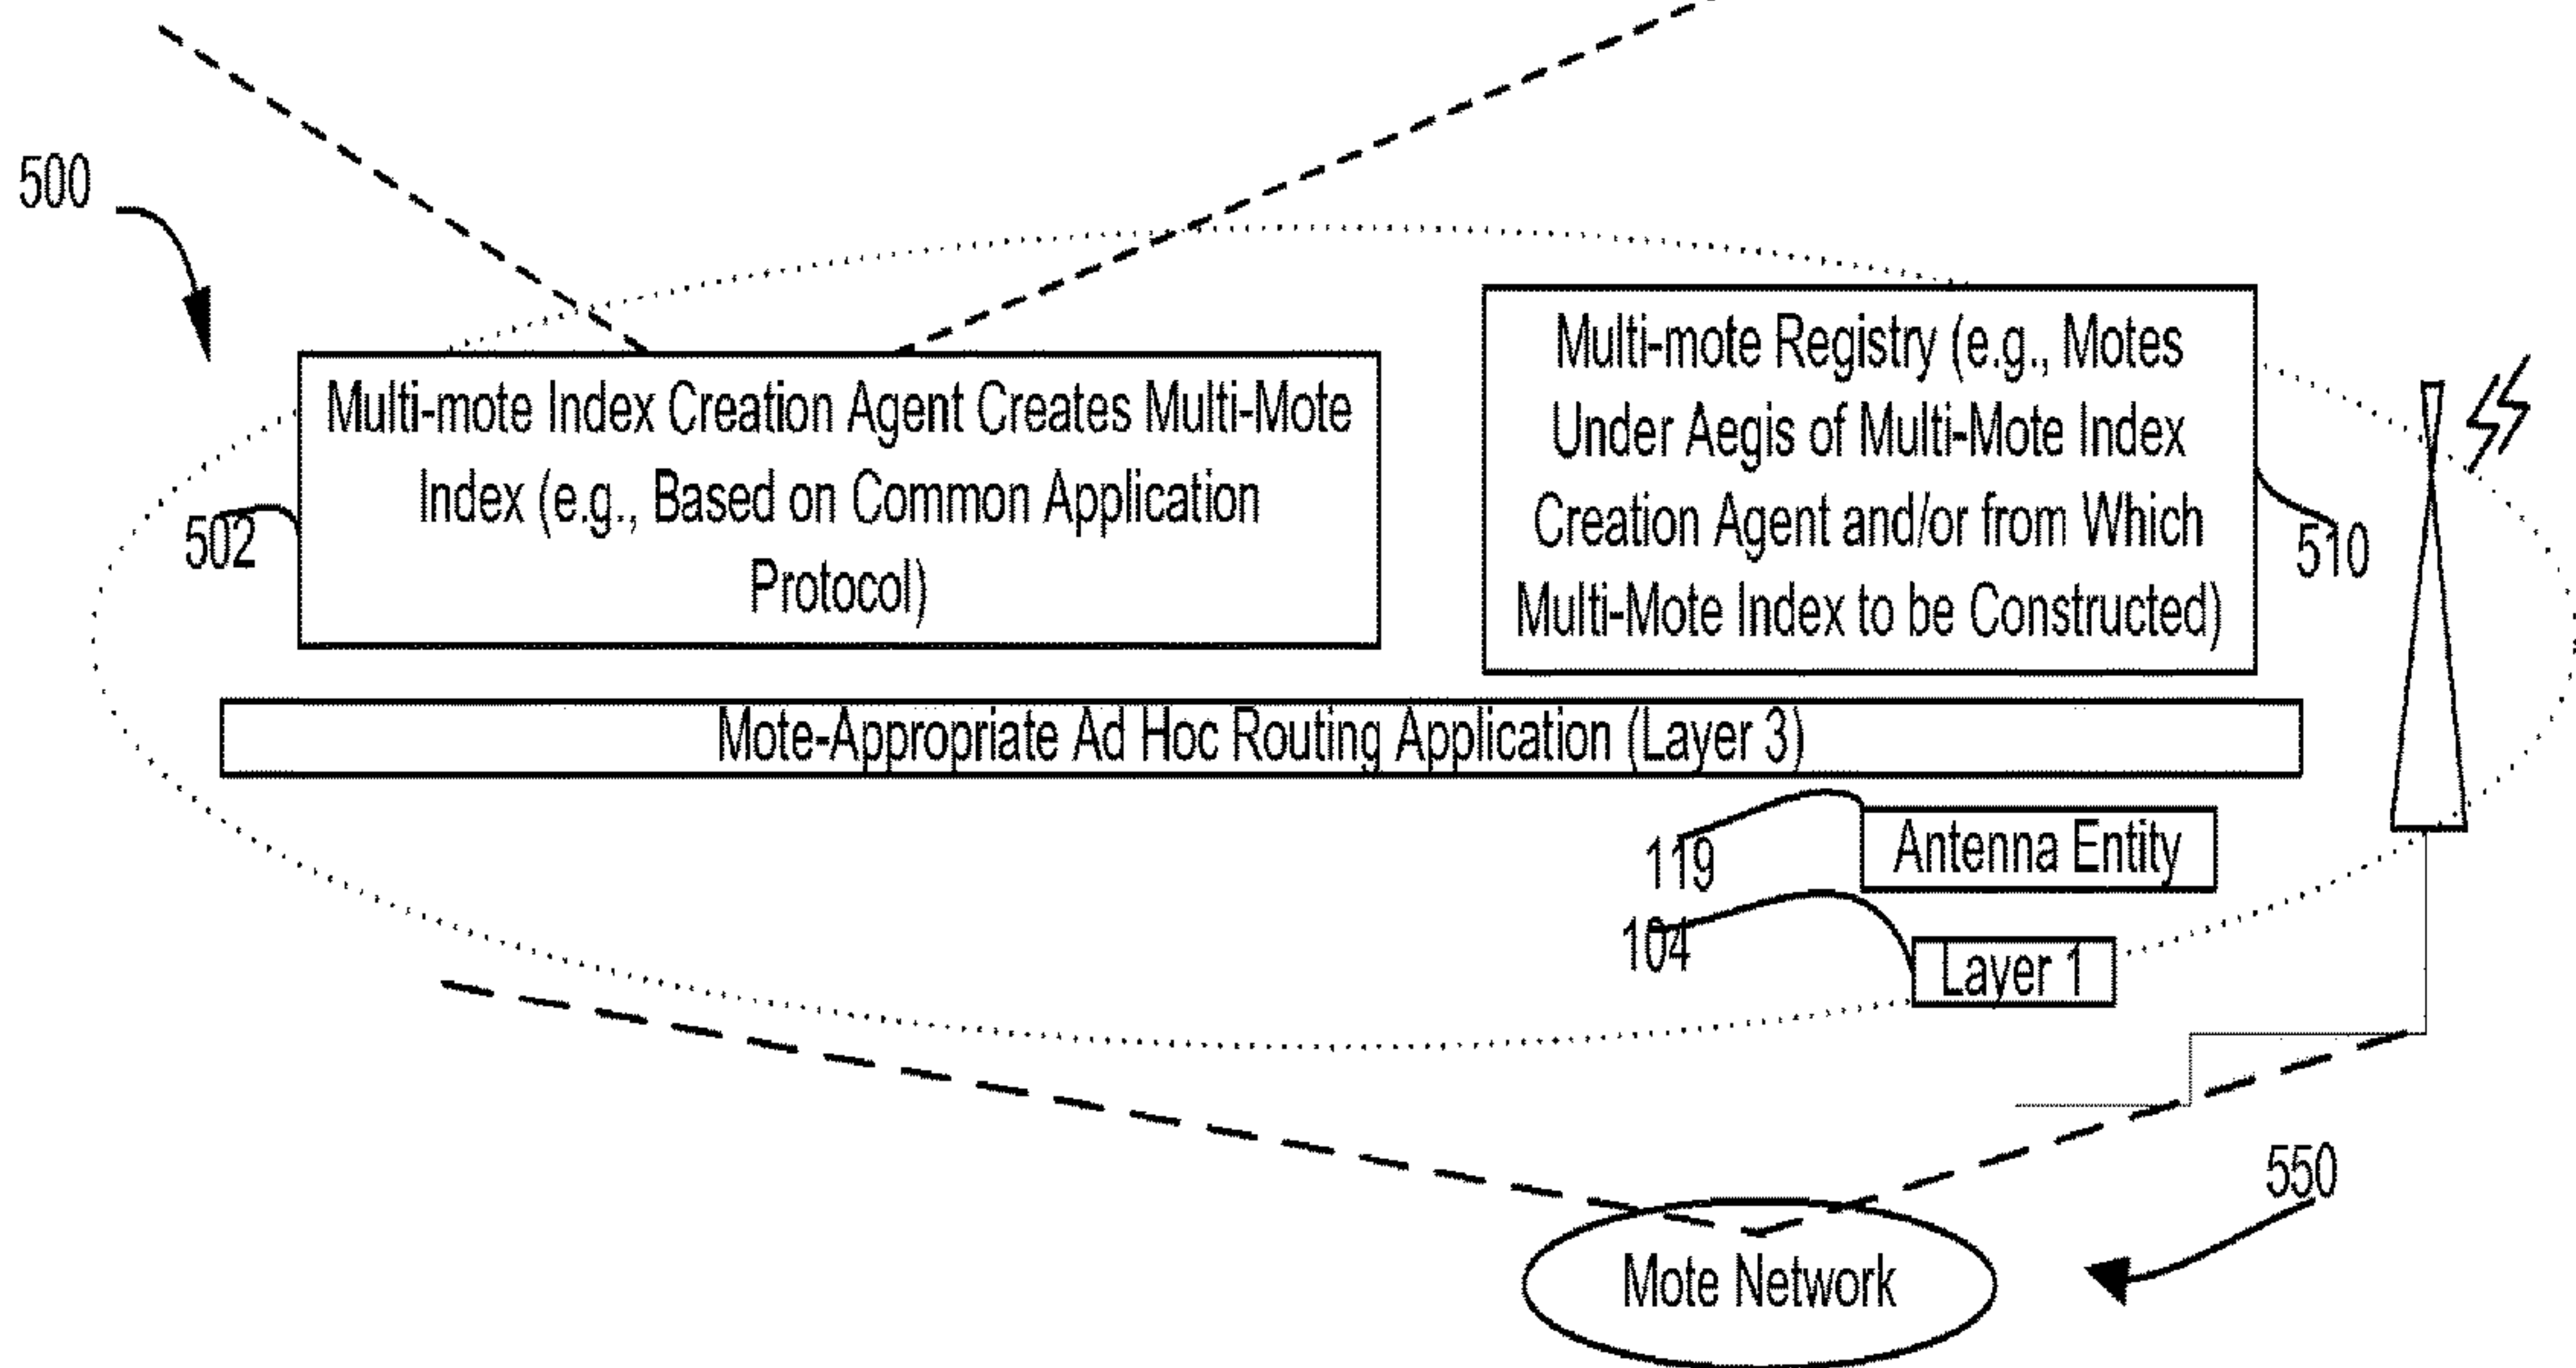 500
Multi-mote Index Creation Agent Creates Multi-Mote
Index (e.g., Based on Common Application
Protocol)
502
Multi-mote Registry (e.g., Motes
Under Aegis of Multi-Mote Index
Creation Agent and/or from Which
Multi-Mote Index to be Constructed)
510
Mote-Appropriate Ad Hoc Routing Application (Layer 3)
119
Antenna Entity
104
Layer 1
550
Mote Network